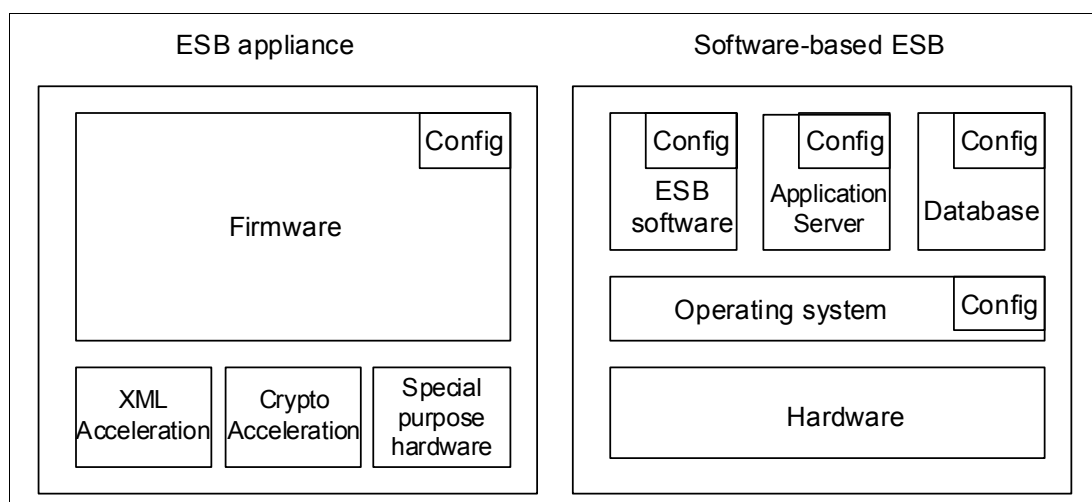 ESB appliance
Software-based ESB
Config
Firmware
XML
Acceleration
Crypto
Acceleration
Special
purpose
hardware
Config
ESB
software
Config
Application
Server
Config
Database
Operating system
Config
Hardware